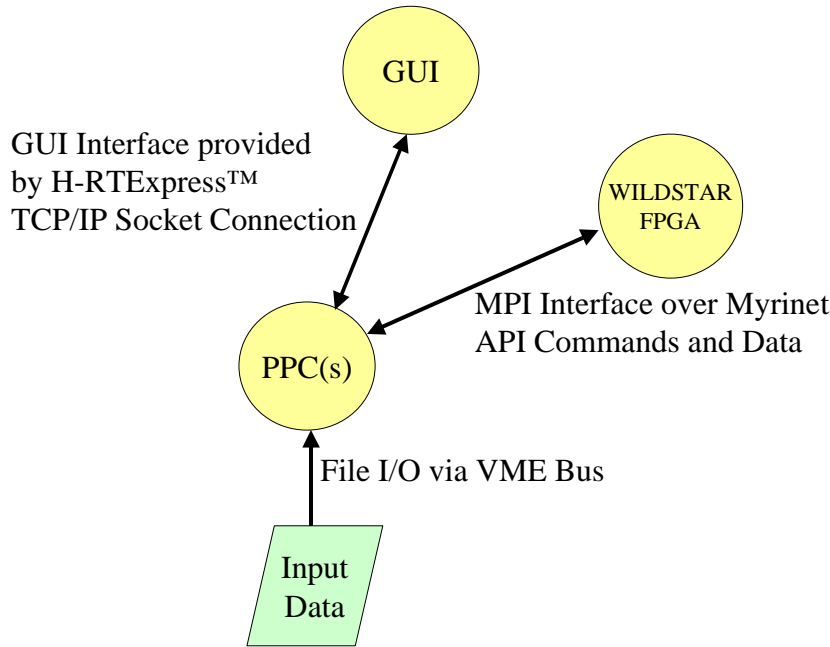 GUI
GUI Interface provided
by H-RTExpress™
TCP/IP Socket Connection
WILDSTAR
FPGA
MPI Interface over Myrinet
API Commands and Data
PPC(s)
File I/O via VME Bus
Input
Data